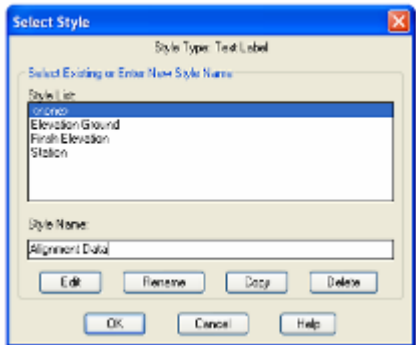 Select Style
Style Type: Text Label
Select Existing or Enter New Style Name
Style List:
<none>
Elevation Ground
Finish Elevation
Station
Style Name:
Alignment Data
Edit Rename Copy Delete
OK Cancel Help